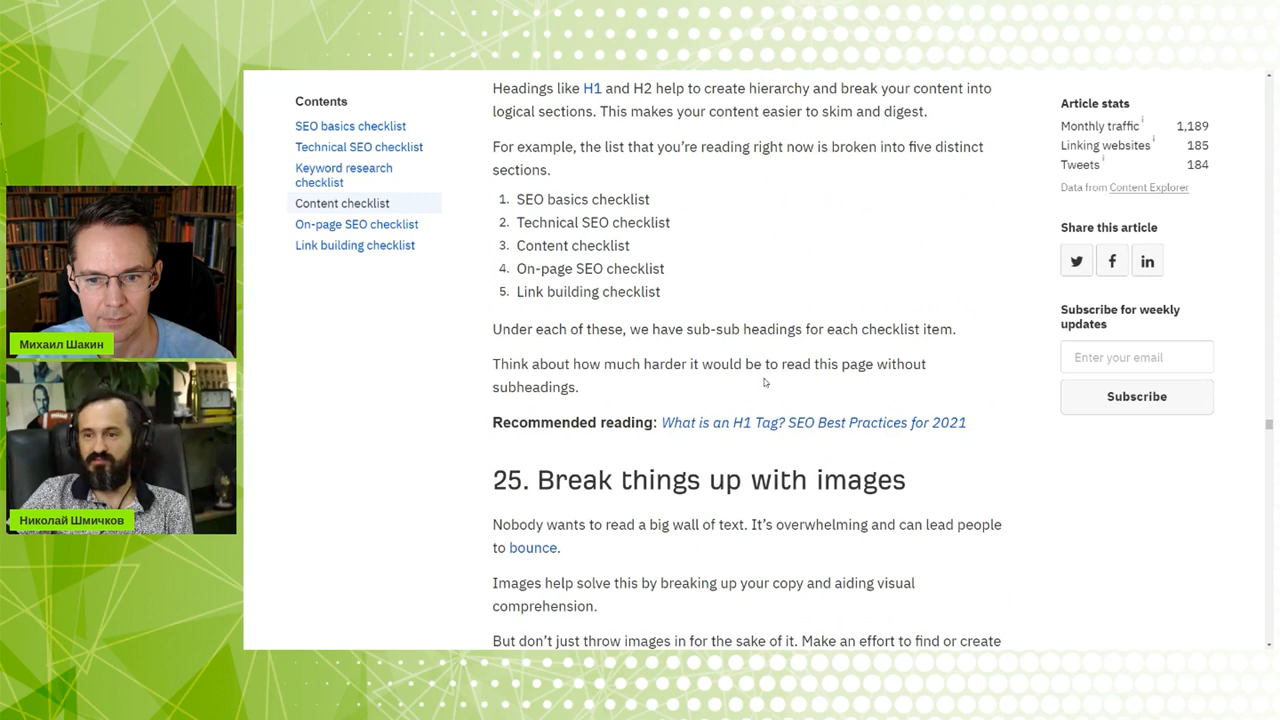 Contents
SEO basics checklist
Technical SEO checklist
Keyword research
checklist
Content checklist
On-page SEO checklist
Link building checklist
Headings like H1 and H2 help to create hierarchy and break your content into
logical sections. This makes your content easier to skim and digest.
For example, the list that you’re reading right now is broken into five distinct
sections.
1. SEO basics checklist
2. Technical SEO checklist
3. Content checklist
4. On-page SEO checklist
5. Link building checklist
Under each of these, we have sub-sub headings for each checklist item.
Think about how much harder it would be to read this page without
subheadings.
Recommended reading: What is an H1 Tag? SEO Best Practices for 2021
25. Break things up with images
Nobody wants to read a big wall of text. It’s overwhelming and can lead people
to bounce.
Images help solve this by breaking up your copy and aiding visual
comprehension.
But don’t just throw images in for the sake of it. Make an effort to find or create
Article stats
Monthly traffic i 1,189
Linking websites i 185
Tweets i 184
Data from Content Explorer
Share this article
Subscribe for weekly
updates
Enter your email
Subscribe
Михаил Шакин
Николай Шмичков